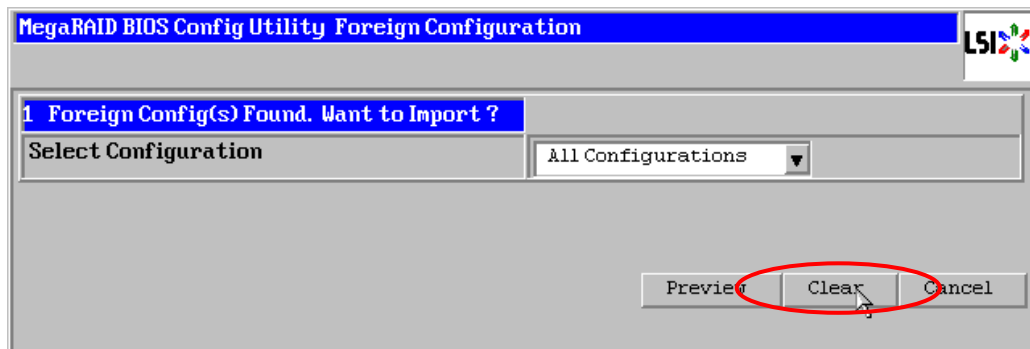 MegaRAID BIOS Config Utility Foreign Configuration
LSI
1 Foreign Config(s) Found. Want to Import ?
Select Configuration
All Configurations
Preview Clear Cancel